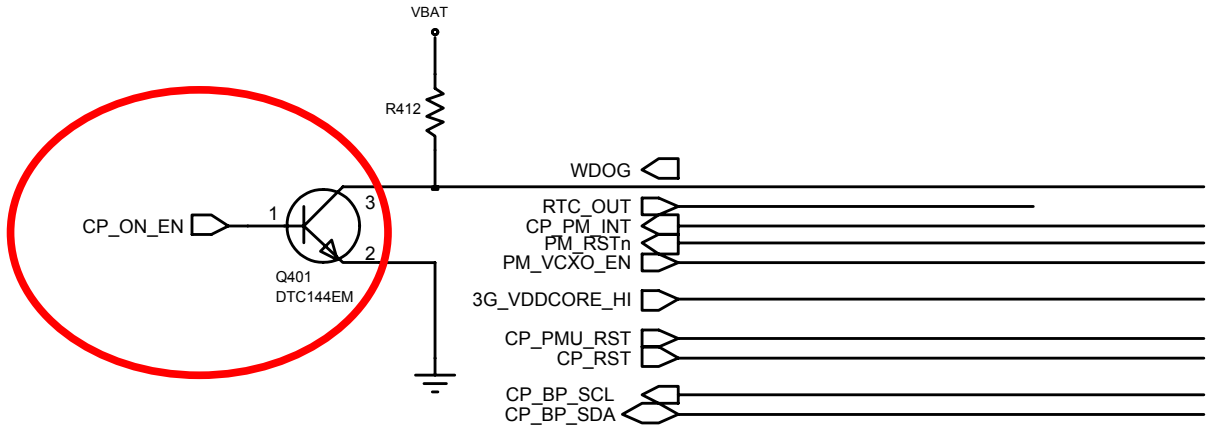 VBAT
R412
WDOG
3
1
RTC_OUT
CP_ON_EN
CP_PM_INT
PM_RSTn
2
PM_VCXO_EN
Q401
DTC144EM
3G_VDDCORE_HI
CP_PMU_RST
CP_RST
CP_BP_SCL
CP_BP_SDA